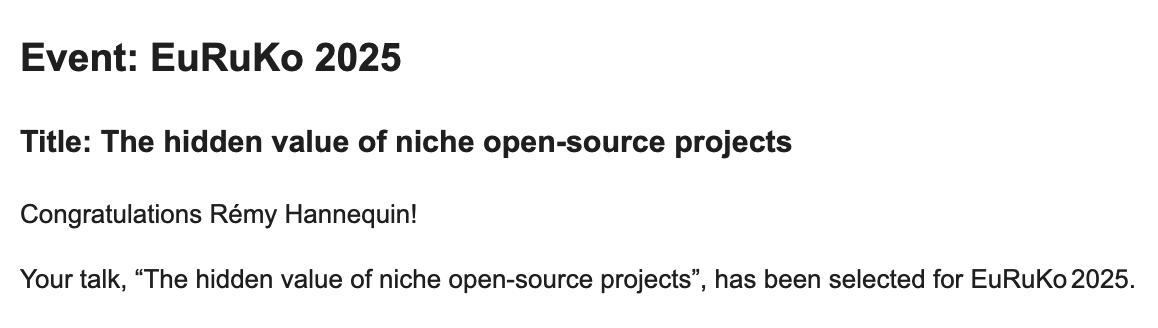 Event: EuRuKo 2025
Title: The hidden value of niche open-source projects
Congratulations Rémy Hannequin!
Your talk, “The hidden value of niche open-source projects”, has been selected for EuRuKo 2025.